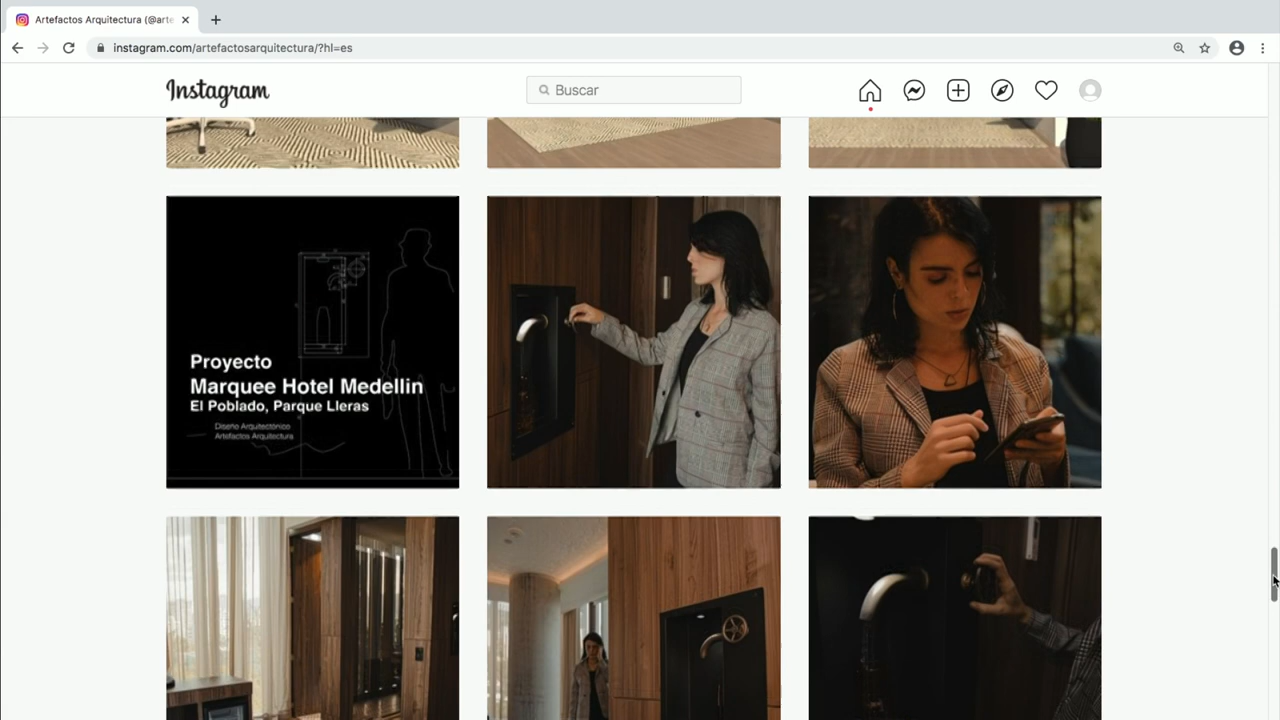 Artefactos Arquitectura (@arte
instagram.com/artefactosarquitectura/?hl=es
Instagram
Buscar
Proyecto
Marquee Hotel Medellin
El Poblado, Parque Lleras
Diseño Arquitectónico
Artefactos Arquitectura